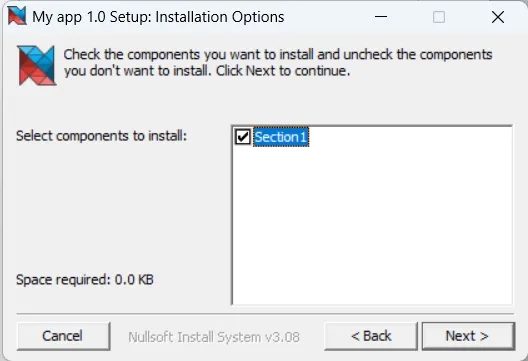 My app 1.0 Setup: Installation Options
Check the components you want to install and uncheck the components
you don't want to install. Click Next to continue.
Select components to install:
Section1
Space required: 0.0 KB
Cancel
Nullsoft Install System v3.08
< Back
Next >